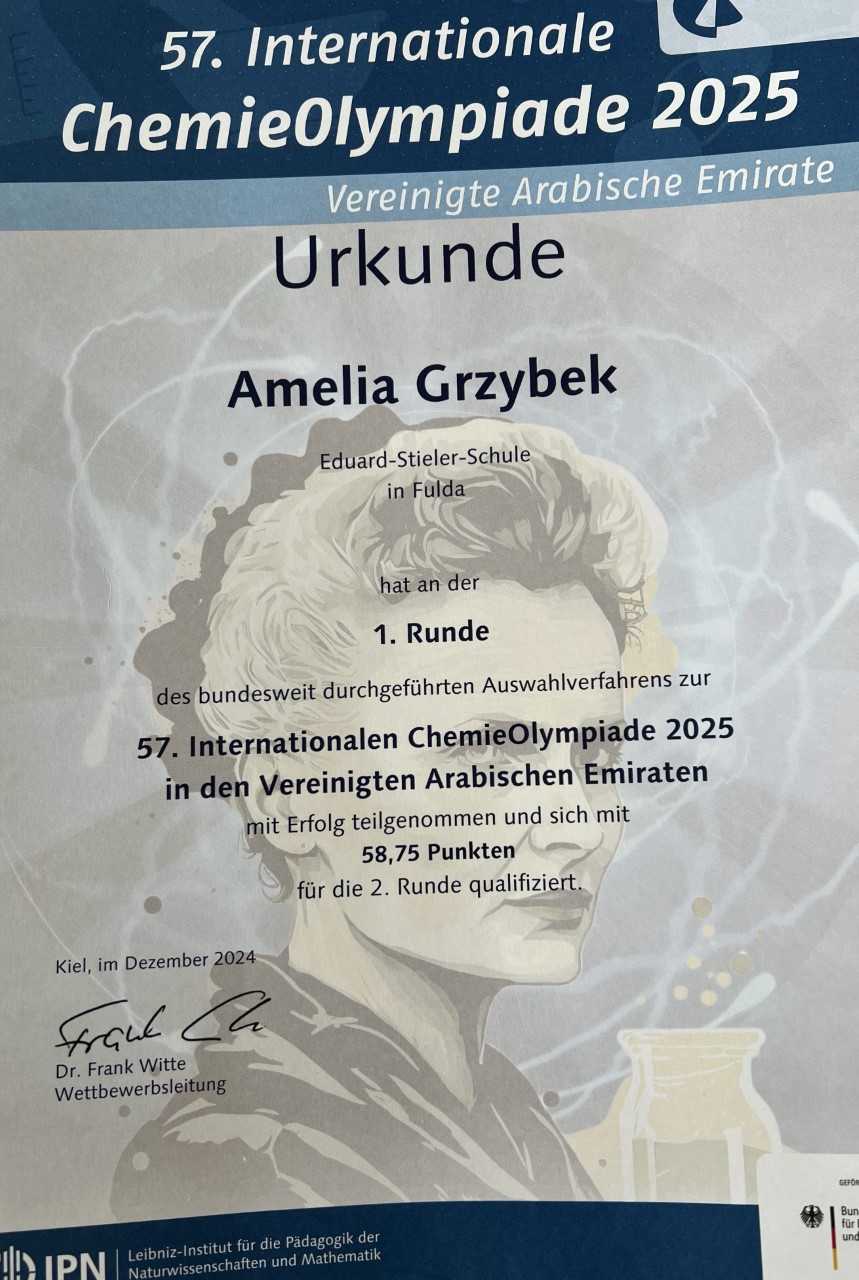 57. Internationale
ChemieOlympiade 2025
Vereinigte Arabische Emirate
Urkunde
Amelia Grzybek
Eduard-Stieler-Schule
in Fulda
hat an der
1. Runde
des bundesweit durchgeführten Auswahlverfahrens zur
57. Internationalen ChemieOlympiade 2025
in den Vereinigten Arabischen Emiraten
mit Erfolg teilgenommen und sich mit
58,75 Punkten
für die 2. Runde qualifiziert.
Kiel, im Dezember 2024
Dr. Frank Witte
Wettbewerbsleitung
IPN
Leibniz-Institut für die Pädagogik der
Naturwissenschaften und Mathematik